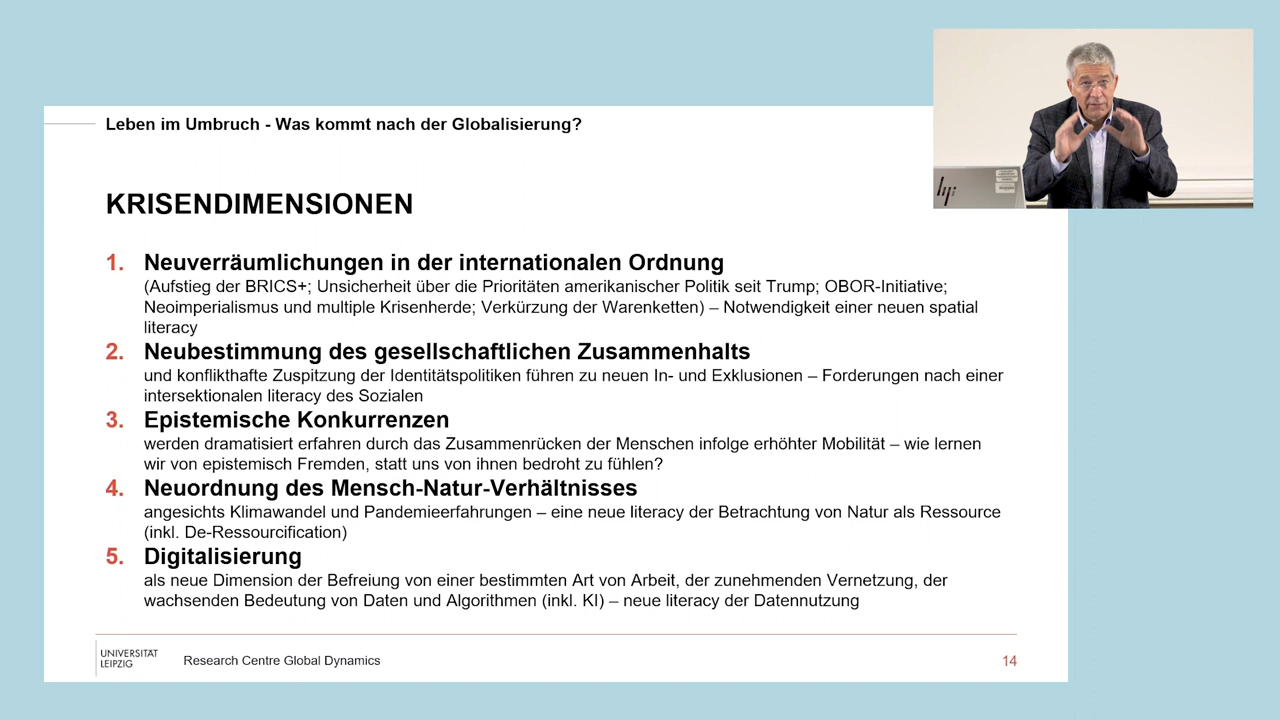 Leben im Umbruch - Was kommt nach der Globalisierung?
KRISENDIMENSIONEN
1. Neuverräumlichungen in der internationalen Ordnung
(Aufstieg der BRICS+; Unsicherheit über die Prioritäten amerikanischer Politik seit Trump; OBOR-Initiative;
Neoimperialismus und multiple Krisenherde; Verkürzung der Warenketten) – Notwendigkeit einer neuen spatial
literacy
2. Neubestimmung des gesellschaftlichen Zusammenhalts
und konflikthafte Zuspitzung der Identitätspolitiken führen zu neuen In- und Exklusionen – Forderungen nach einer
intersektionalen literacy des Sozialen
3. Epistemische Konkurrenzen
werden dramatisiert erfahren durch das Zusammenrücken der Menschen infolge erhöhter Mobilität – wie lernen
wir von epistemisch Fremden, statt uns von ihnen bedroht zu fühlen?
4. Neuordnung des Mensch-Natur-Verhältnisses
angesichts Klimawandel und Pandemieerfahrungen – eine neue literacy der Betrachtung von Natur als Ressource
(inkl. De-Ressourcification)
5. Digitalisierung
als neue Dimension der Befreiung von einer bestimmten Art von Arbeit, der zunehmenden Vernetzung, der
wachsenden Bedeutung von Daten und Algorithmen (inkl. KI) – neue literacy der Datennutzung
UNIVERSITÄT
LEIPZIG
Research Centre Global Dynamics
14
hp